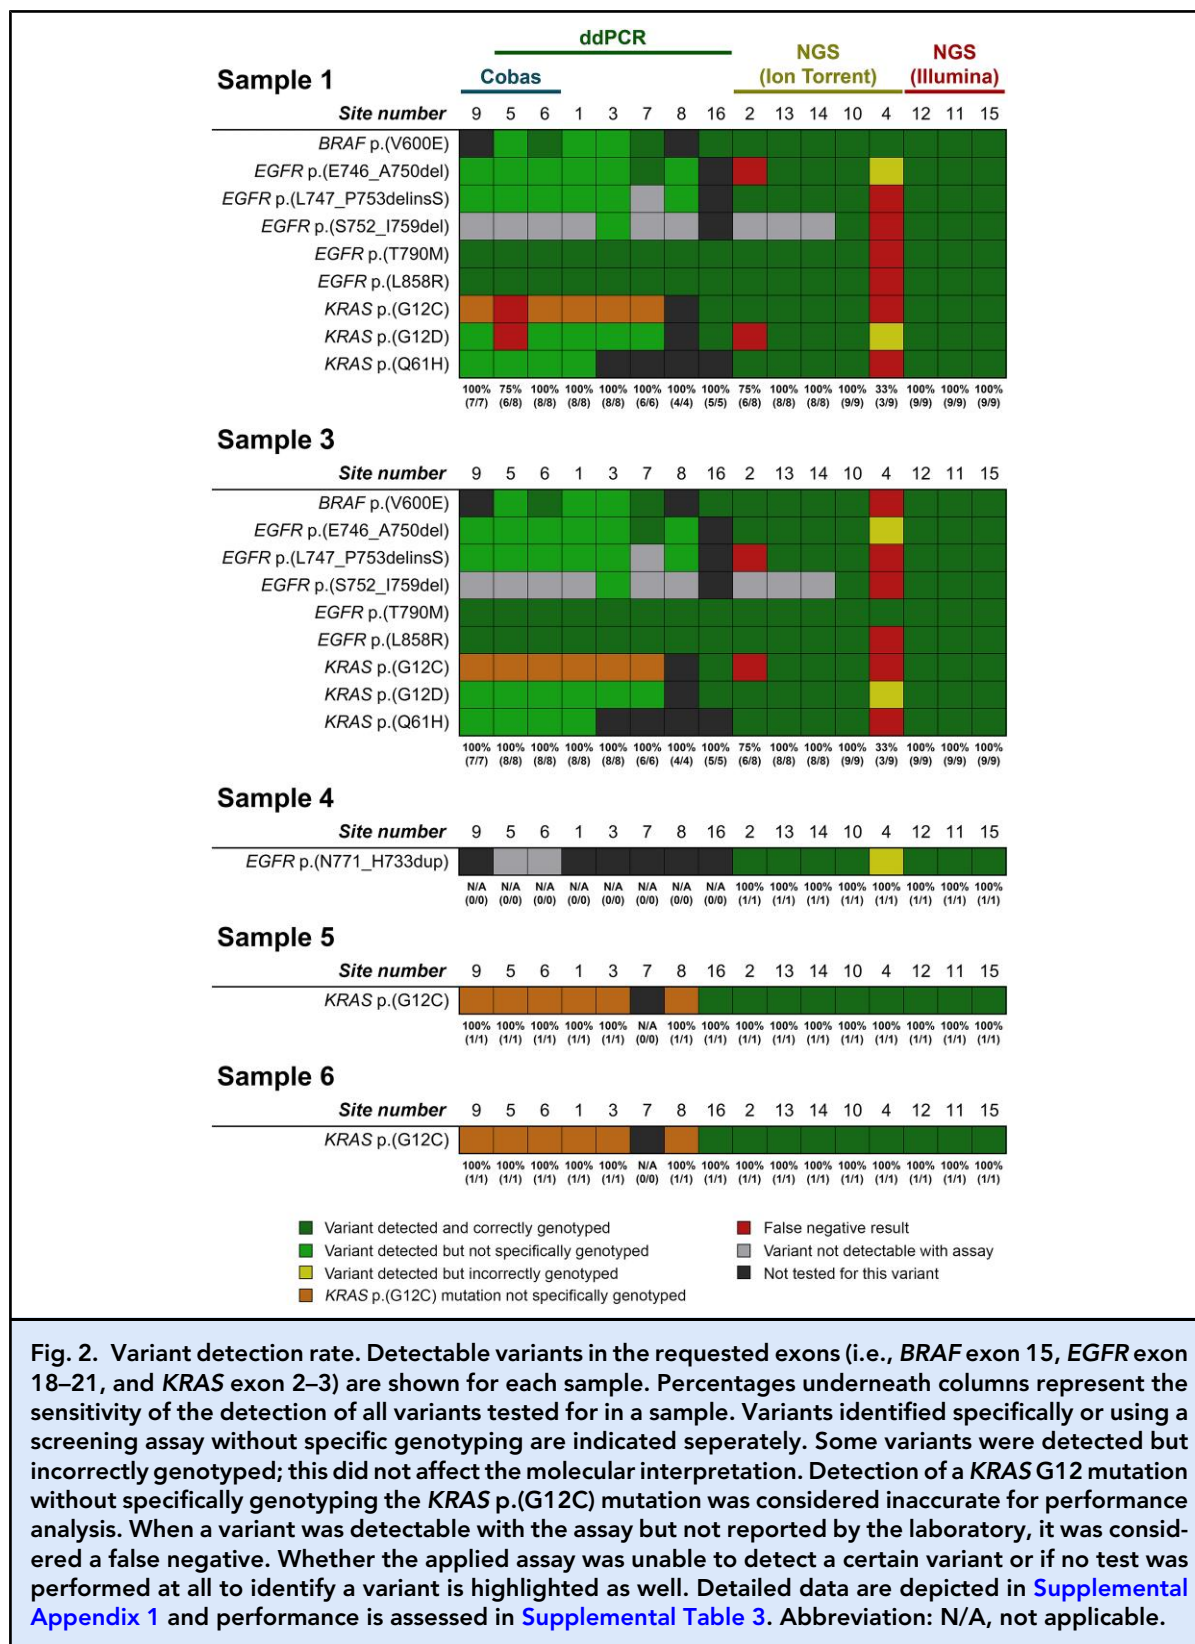 ddPCR
NGS
NGS
Sample 1
Cobas
(Ion Torrent)
(Illumina)
Site number 9 5 6 1 3 7 8 16 2 13 14 10 4 12 11 15
BRAF p.(V600E)
EGFR p.(E746_A750del)
EGFR p.(L747_P753delinsS)
EGFR p.(S752_I759del)
EGFR p.(T790M)
EGFR p.(L858R)
KRAS p.(G12C)
KRAS p.(G12D)
KRAS p.(Q61H)
100% 75% 100% 100% 100% 100% 100% 100% 75% 100% 100% 100% 33% 100% 100% 100%
(7/7) (6/8) (8/8) (8/8) (8/8) (6/6) (4/4) (5/5) (6/8) (8/8) (8/8) (9/9) (3/9) (9/9) (9/9) (9/9)
Sample 3
Site number 9 5 6 1 3 7 8 16 2 13 14 10 4 12 11 15
BRAF p.(V600E)
EGFR p.(E746_A750del)
EGFR p.(L747_P753delinsS)
EGFR p.(S752_I759del)
EGFR p.(T790M)
EGFR p.(L858R)
KRAS p.(G12C)
KRAS p.(G12D)
KRAS p.(Q61H)
100% 100% 100% 100% 100% 100% 100% 100% 75% 100% 100% 100% 33% 100% 100% 100%
(7/7) (8/8) (8/8) (8/8) (8/8) (6/6) (4/4) (5/5) (6/8) (8/8) (8/8) (9/9) (3/9) (9/9) (9/9) (9/9)
Sample 4
Site number 9 5 6 1 3 7 8 16 2 13 14 10 4 12 11 15
EGFR p.(N771_H733dup)
N/A N/A N/A N/A N/A N/A N/A N/A 100% 100% 100% 100% 100% 100% 100% 100%
(0/0) (0/0) (0/0) (0/0) (0/0) (0/0) (0/0) (0/0) (1/1) (1/1) (1/1) (1/1) (1/1) (1/1) (1/1) (1/1)
Sample 5
Site number 9 5 6 1 3 7 8 16 2 13 14 10 4 12 11 15
KRAS p.(G12C)
100% 100% 100% 100% 100% N/A 100% 100% 100% 100% 100% 100% 100% 100% 100% 100%
(1/1) (1/1) (1/1) (1/1) (1/1) (0/0) (1/1) (1/1) (1/1) (1/1) (1/1) (1/1) (1/1) (1/1) (1/1) (1/1)
Sample 6
Site number 9 5 6 1 3 7 8 16 2 13 14 10 4 12 11 15
KRAS p.(G12C)
100% 100% 100% 100% 100% N/A 100% 100% 100% 100% 100% 100% 100% 100% 100% 100%
(1/1) (1/1) (1/1) (1/1) (1/1) (0/0) (1/1) (1/1) (1/1) (1/1) (1/1) (1/1) (1/1) (1/1) (1/1) (1/1)
Variant detected and correctly genotyped
Variant detected but not specifically genotyped
Variant detected but incorrectly genotyped
KRAS p.(G12C) mutation not specifically genotyped
False negative result
Variant not detectable with assay
Not tested for this variant
Fig. 2. Variant detection rate. Detectable variants in the requested exons (i.e., BRAF exon 15, EGFR exon
18–21, and KRAS exon 2–3) are shown for each sample. Percentages underneath columns represent the
sensitivity of the detection of all variants tested for in a sample. Variants identified specifically or using a
screening assay without specific genotyping are indicated seperately. Some variants were detected but
incorrectly genotyped; this did not affect the molecular interpretation. Detection of a KRAS G12 mutation
without specifically genotyping the KRAS p.(G12C) mutation was considered inaccurate for performance
analysis. When a variant was detectable with the assay but not reported by the laboratory, it was consid-
ered a false negative. Whether the applied assay was unable to detect a certain variant or if no test was
performed at all to identify a variant is highlighted as well. Detailed data are depicted in Supplemental
Appendix 1 and performance is assessed in Supplemental Table 3. Abbreviation: N/A, not applicable.